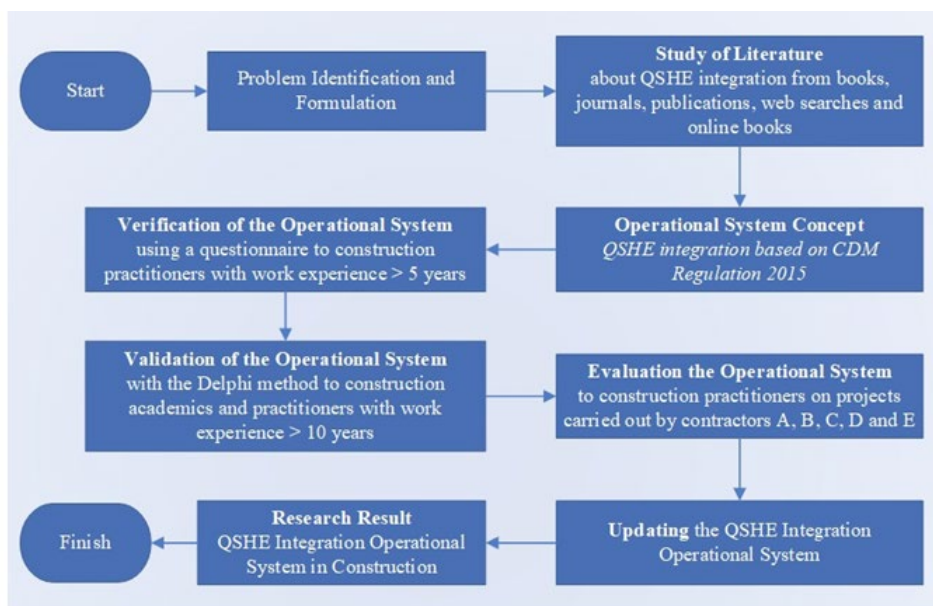 Start
Problem Identification and
Formulation
Study of Literature
about QSHE integration from books,
journals, publications, web searches and
online books
Operational System Concept
QSHE integration based on CDM
Regulation 2015
Verification of the Operational System
using a questionnaire to construction
practitioners with work experience > 5 years
Validation of the Operational System
with the Delphi method to construction
academics and practitioners with work
experience > 10 years
Evaluation the Operational System
to construction practitioners on projects
carried out by contractors A, B, C, D and E
Updating the QSHE Integration
Operational System
Research Result
QSHE Integration Operational
System in Construction
Finish